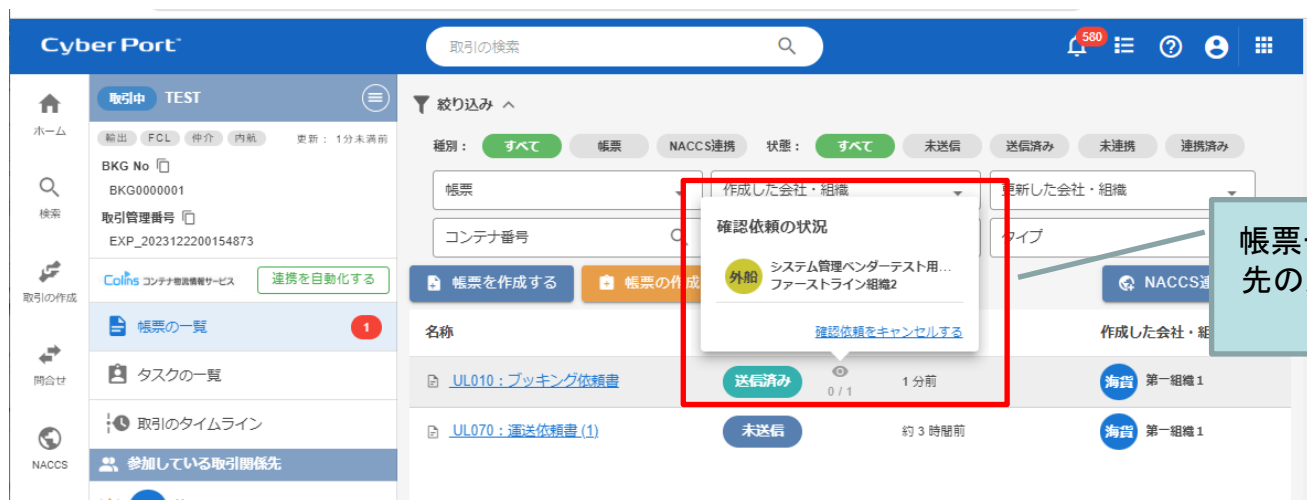 Cyber Port
取引の検索
580
ホーム
検索
取引の作成
問合せ
NACCS
取引中 TEST
輸出 FCL 仲介 内航 更新： 1分未満前
BKG No
BKG0000001
取引管理番号
EXP_2023122200154873
Colins コンテナ物流情報サービス 連携を自動化する
帳票の一覧 1
タスクの一覧
取引のタイムライン
参加している取引関係先
絞り込み
種別： すべて 帳票 NACCS連携 状態： すべて 未送信 送信済み 未連携 連携済み
帳票 作成した会社・組織 更新した会社・組織
コンテナ番号 タイプ
帳票を作成する 帳票の作成 NACCS連
確認依頼の状況
外船 システム管理ベンダーテスト用...
ファーストライン組織2
確認依頼をキャンセルする
名称 作成した会社・組
UL010：ブッキング依頼書 送信済み 0 / 1 1 分前 海貨 第一組織１
UL070：運送依頼書 (1) 未送信 約 3 時間前 海貨 第一組織１
帳票
先の